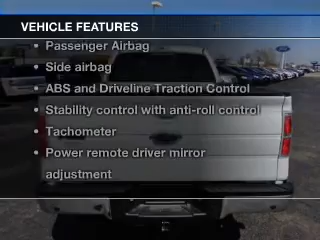 VEHICLE FEATURES
• Passenger Airbag
• Side airbag
• ABS and Driveline Traction Control
• Stability control with anti-roll control
• Tachometer
• Power remote driver mirror
adjustment